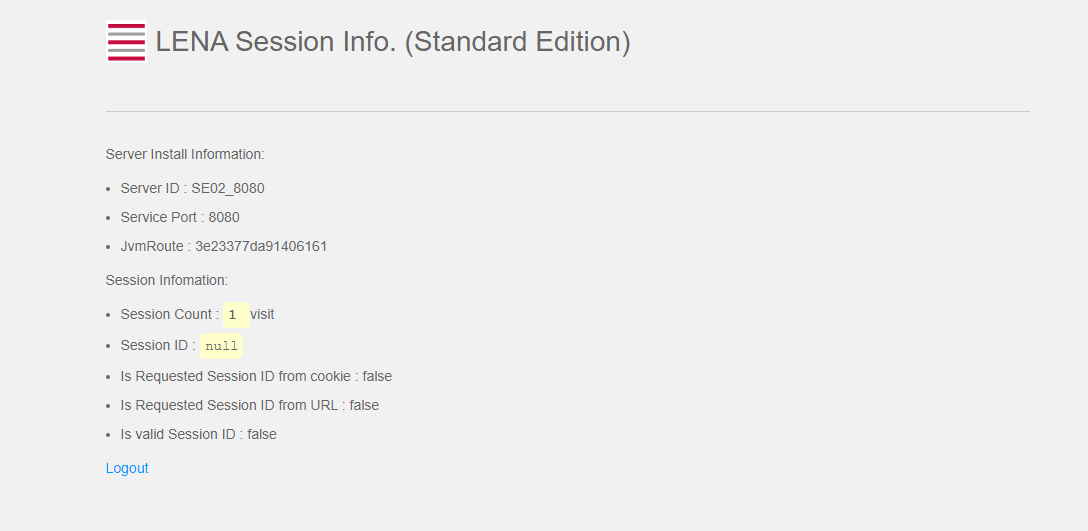 LENA Session Info. (Standard Edition)
Server Install Information:
• Server ID : SE02_8080
• Service Port : 8080
• JvmRoute : 3e23377da91406161
Session Infomation:
• Session Count : 1 visit
• Session ID : null
• Is Requested Session ID from cookie : false
• Is Requested Session ID from URL : false
• Is valid Session ID : false
Logout